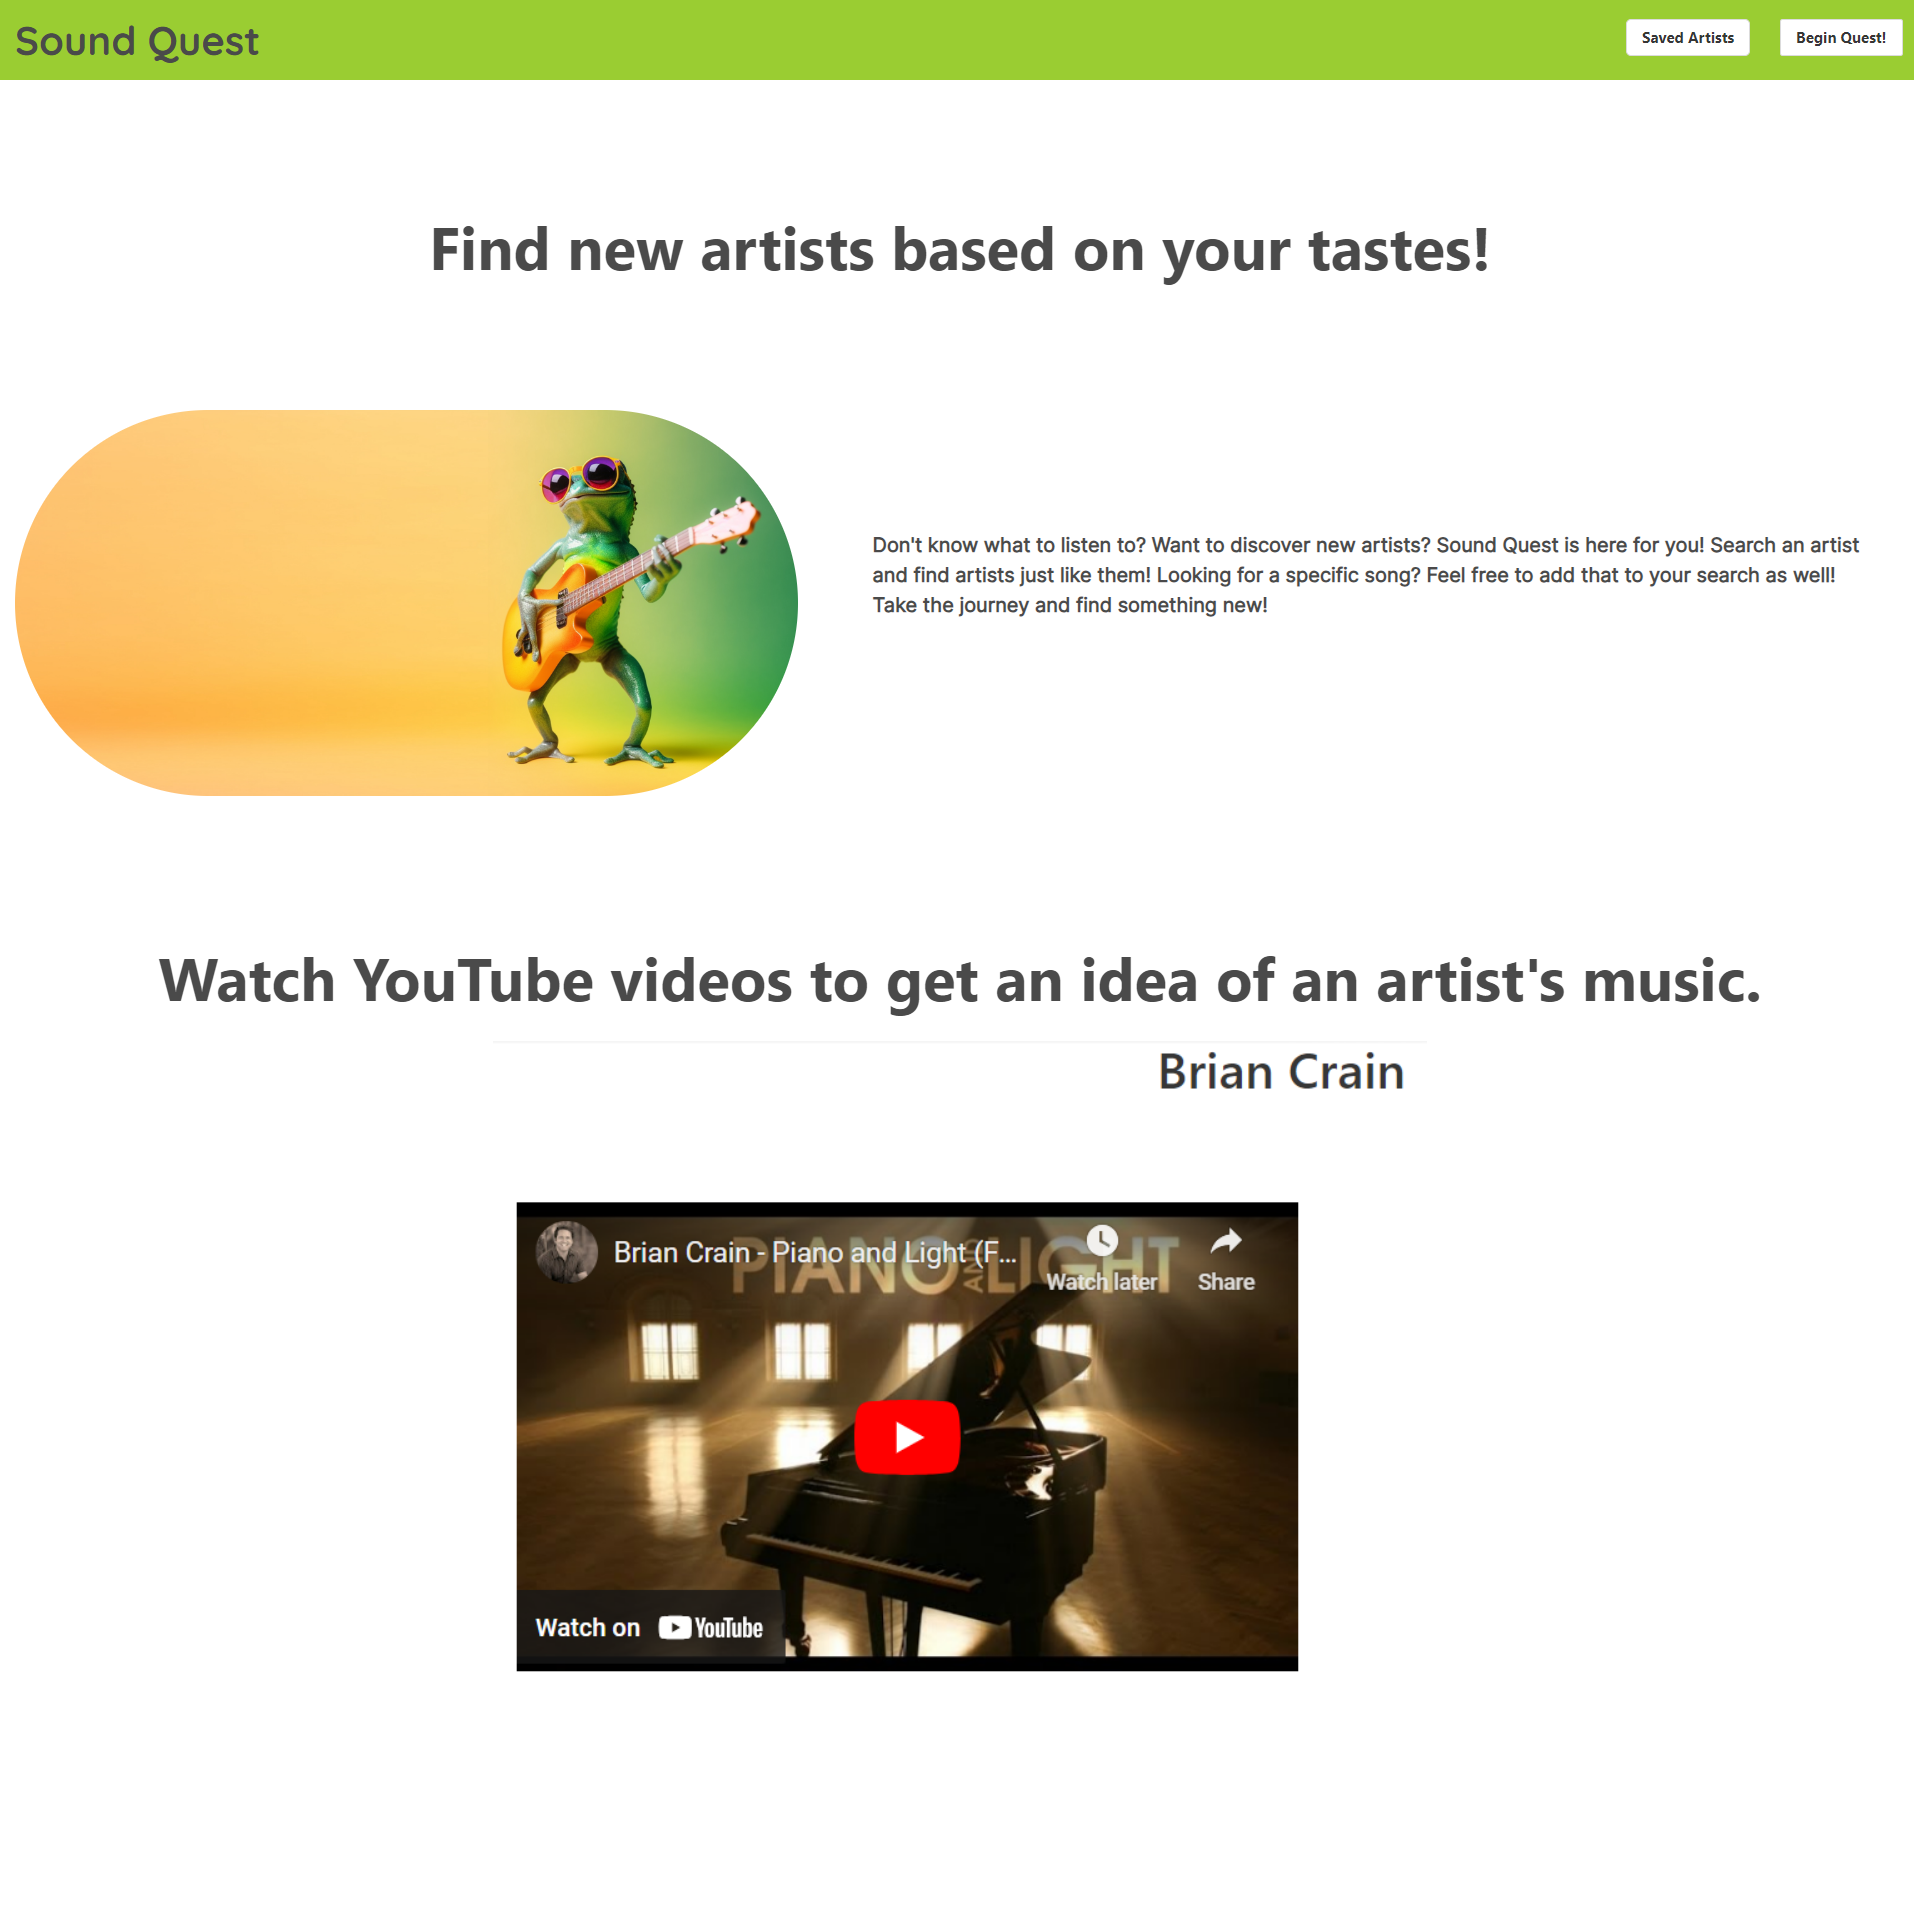 Sound Quest
Saved Artists
Begin Quest!
Find new artists based on your tastes!
Don't know what to listen to? Want to discover new artists? Sound Quest is here for you! Search an artist
and find artists just like them! Looking for a specific song? Feel free to add that to your search as well!
Take the journey and find something new!
Watch YouTube videos to get an idea of an artist's music.
Brian Crain
Brian Crain - Piano and Light (F...
PIANO AND LIGHT
Watch later
Share
Watch on YouTube